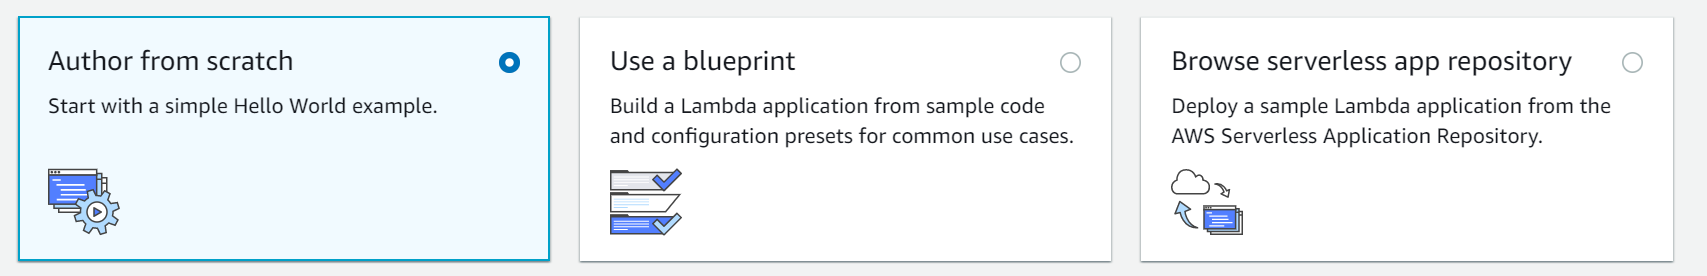 Author from scratch
Start with a simple Hello World example.
Use a blueprint
Build a Lambda application from sample code
and configuration presets for common use cases.
Browse serverless app repository
Deploy a sample Lambda application from the
AWS Serverless Application Repository.